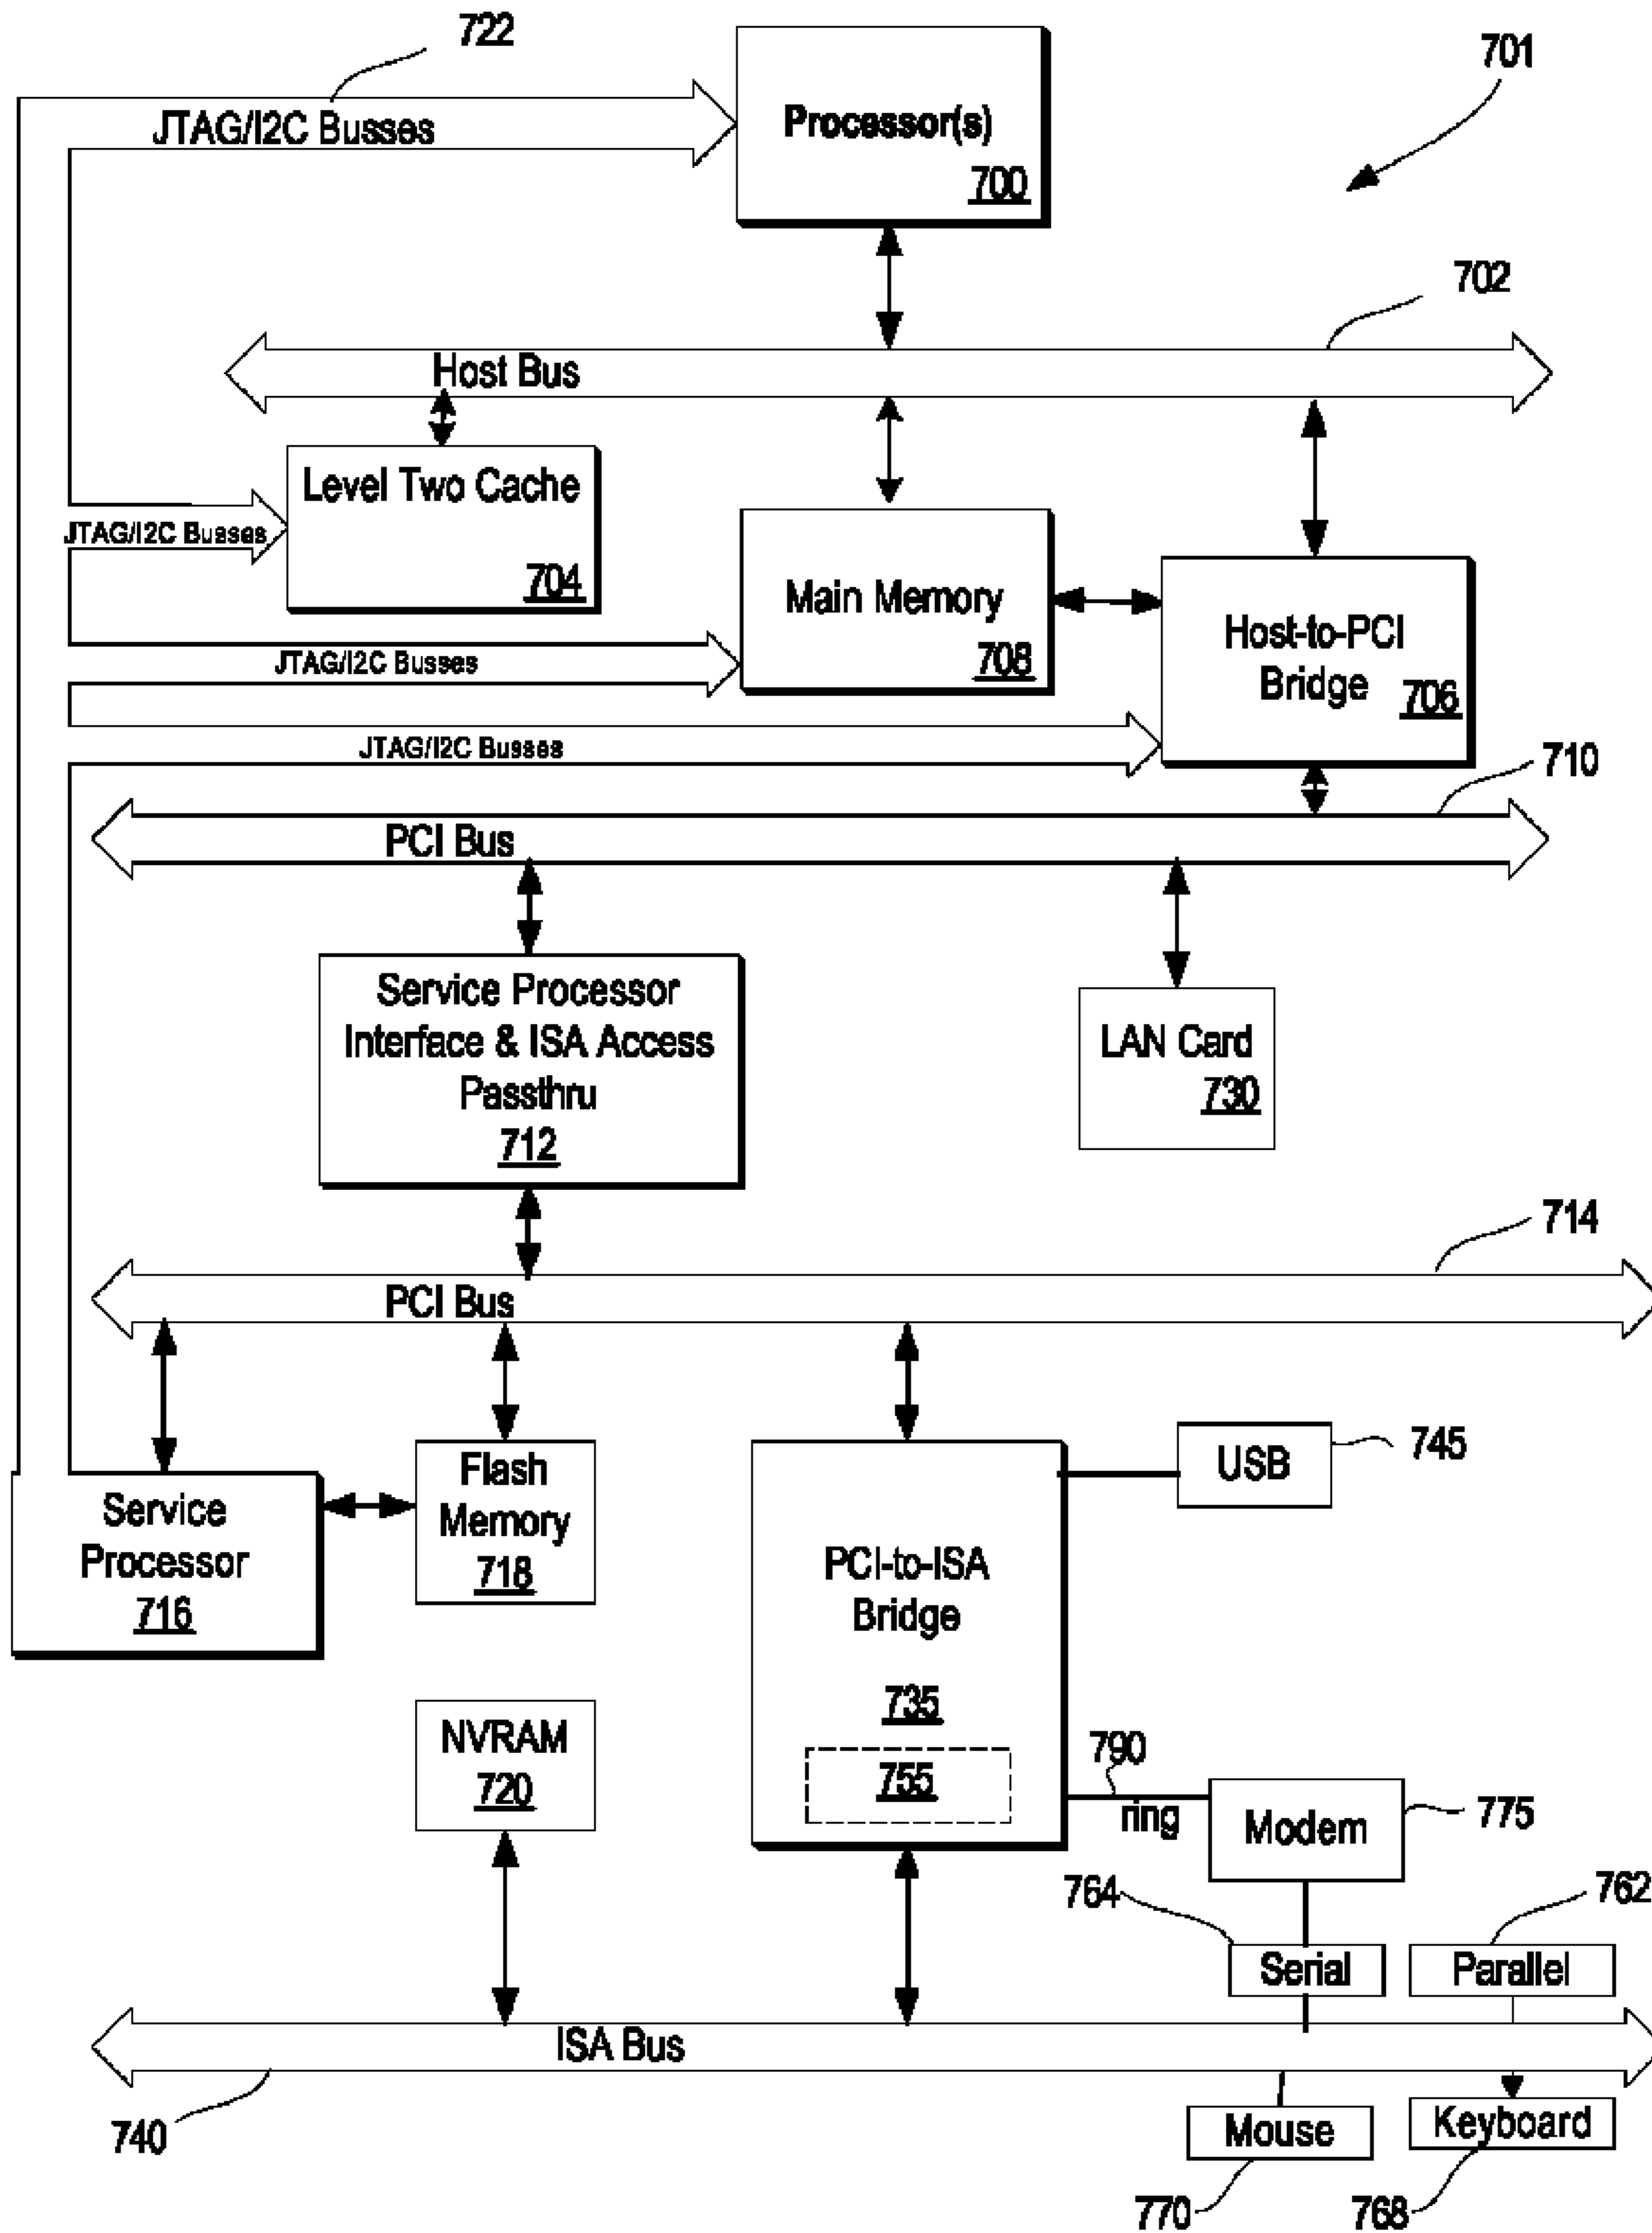 722
701
JTAG/I2C Busses
Processor(s)
700
702
Host Bus
Level Two Cache
704
JTAG/I2C Busses
Main Memory
708
Host-to-PCI
Bridge
706
JTAG/I2C Busses
JTAG/I2C Busses
710
PCI Bus
Service Processor
Interface & ISA Access
Passthru
712
LAN Card
730
714
PCI Bus
Service
Processor
716
Flash
Memory
718
USB
745
PCI-to-ISA
Bridge
735
755
NVRAM
720
790
ring
Modem
775
764
762
Serial
Parallel
ISA Bus
740
Mouse
Keyboard
770
768